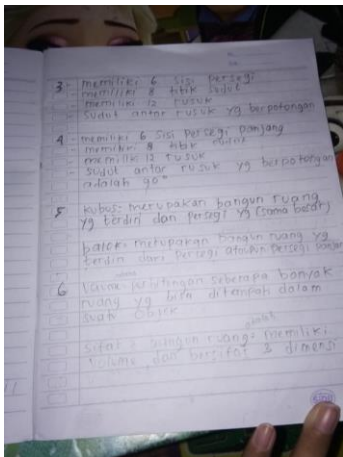 3 - memiliki 6 sisi persegi
- memiliki 8 titik sudut
- memiliki 12 rusuk
- sudut antar rusuk yg berpotongan
4 - memiliki 6 sisi persegi panjang
- memiliki 8 titik sudut
- memiliki 12 rusuk
- sudut antar rusuk yg berpotongan
adalah 90°
5 kubus: merupakan bangun ruang
yg terdiri dari persegi yg (sama besar)
balok: merupakan bangun ruang yg
terdiri dari persegi ataupun persegi panjang
6 perhitungan seberapa banyak
ruang yg bisa ditempati dalam
suatu objek
adalah
sifat bangun ruang: memiliki
volume dan bersifat 3 dimensi